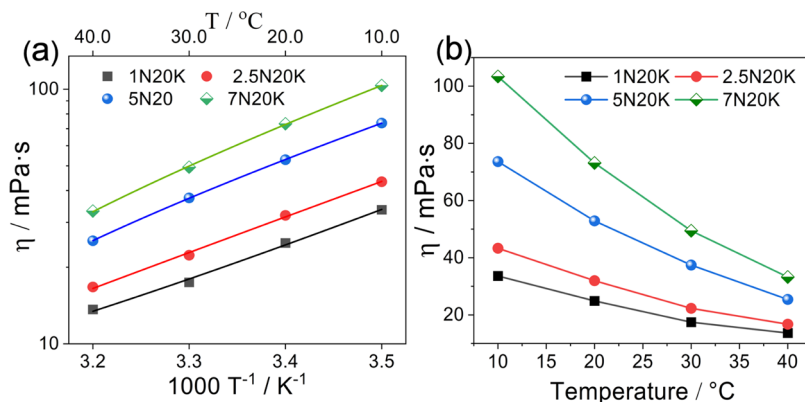 T / °C
40.0 30.0 20.0 10.0
(a)
1N20K 2.5N20K
5N20 7N20K
100
10
η / mPa·s
3.2 3.3 3.4 3.5
1000 T⁻¹ / K⁻¹
(b)
1N20K 2.5N20K
5N20K 7N20K
100
80
60
40
20
η / mPa·s
10 15 20 25 30 35 40
Temperature / °C